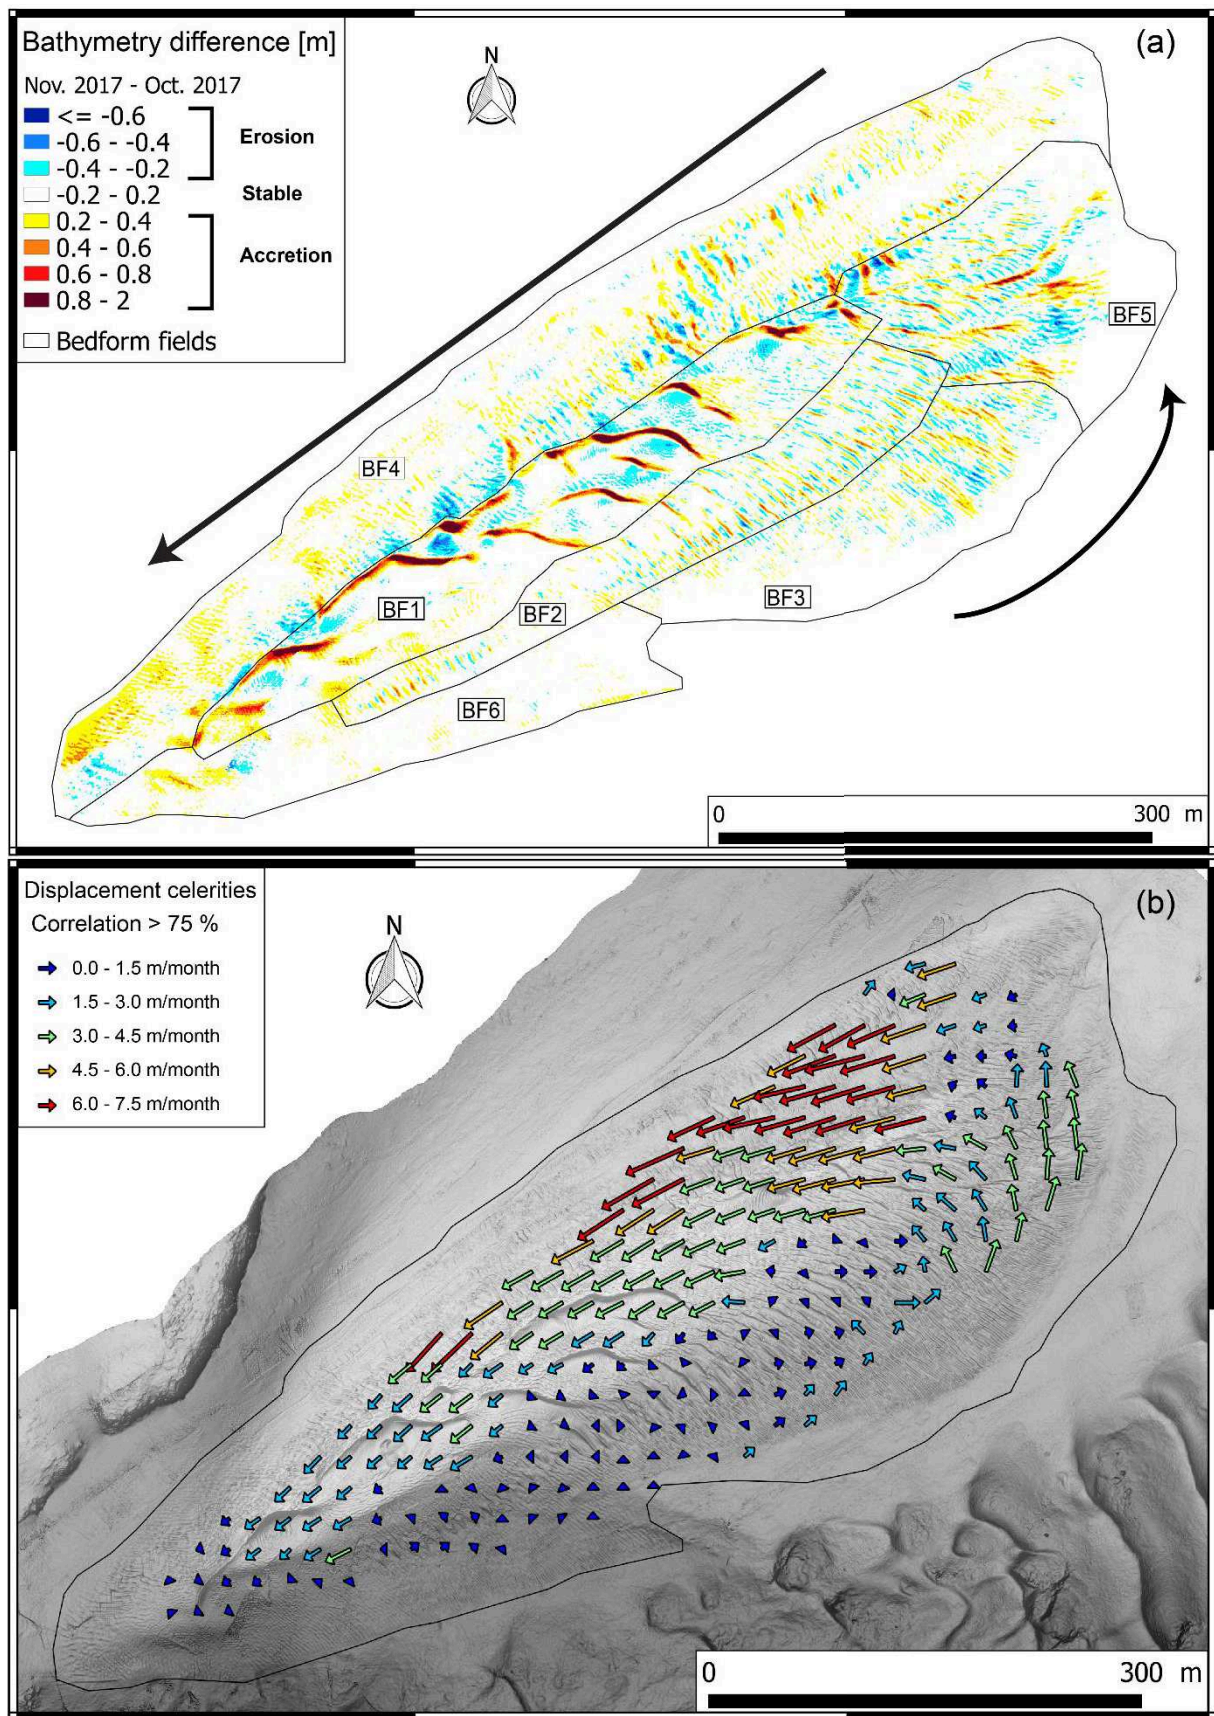 Bathymetry difference [m]
Nov. 2017 - Oct. 2017
<= -0.6
-0.6 - -0.4
-0.4 - -0.2
Erosion
-0.2 - 0.2
Stable
0.2 - 0.4
0.4 - 0.6
0.6 - 0.8
0.8 - 2
Accretion
Bedform fields
N
(a)
BF5
BF4
BF1
BF2
BF3
BF6
0 300 m
Displacement celerities
Correlation > 75 %
0.0 - 1.5 m/month
1.5 - 3.0 m/month
3.0 - 4.5 m/month
4.5 - 6.0 m/month
6.0 - 7.5 m/month
N
(b)
0 300 m